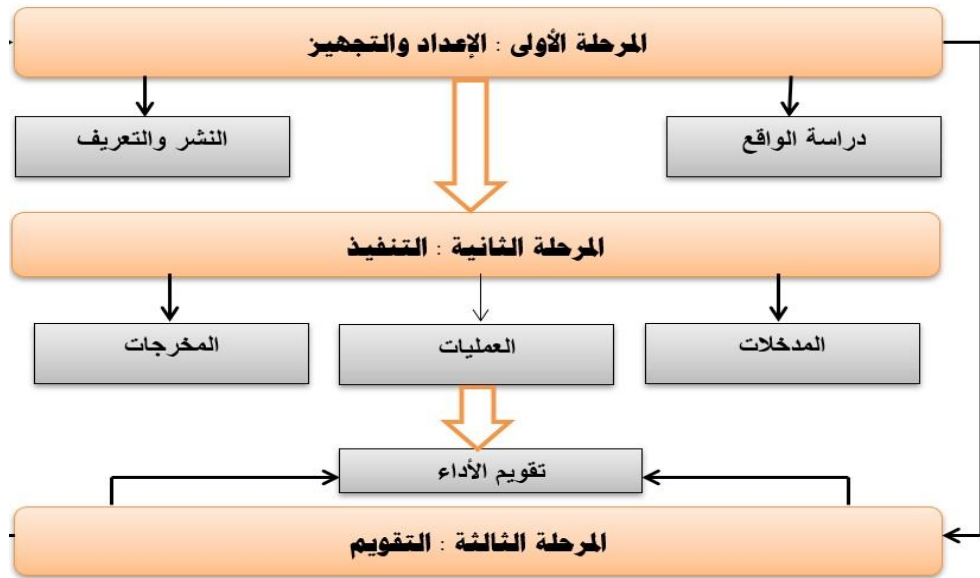 المرحلة الأولى : الإعداد والتجهيز
دراسة الواقع
النشر والتعريف
المرحلة الثانية : التنفيذ
المدخلات
العمليات
المخرجات
تقويم الأداء
المرحلة الثالثة : التقويم